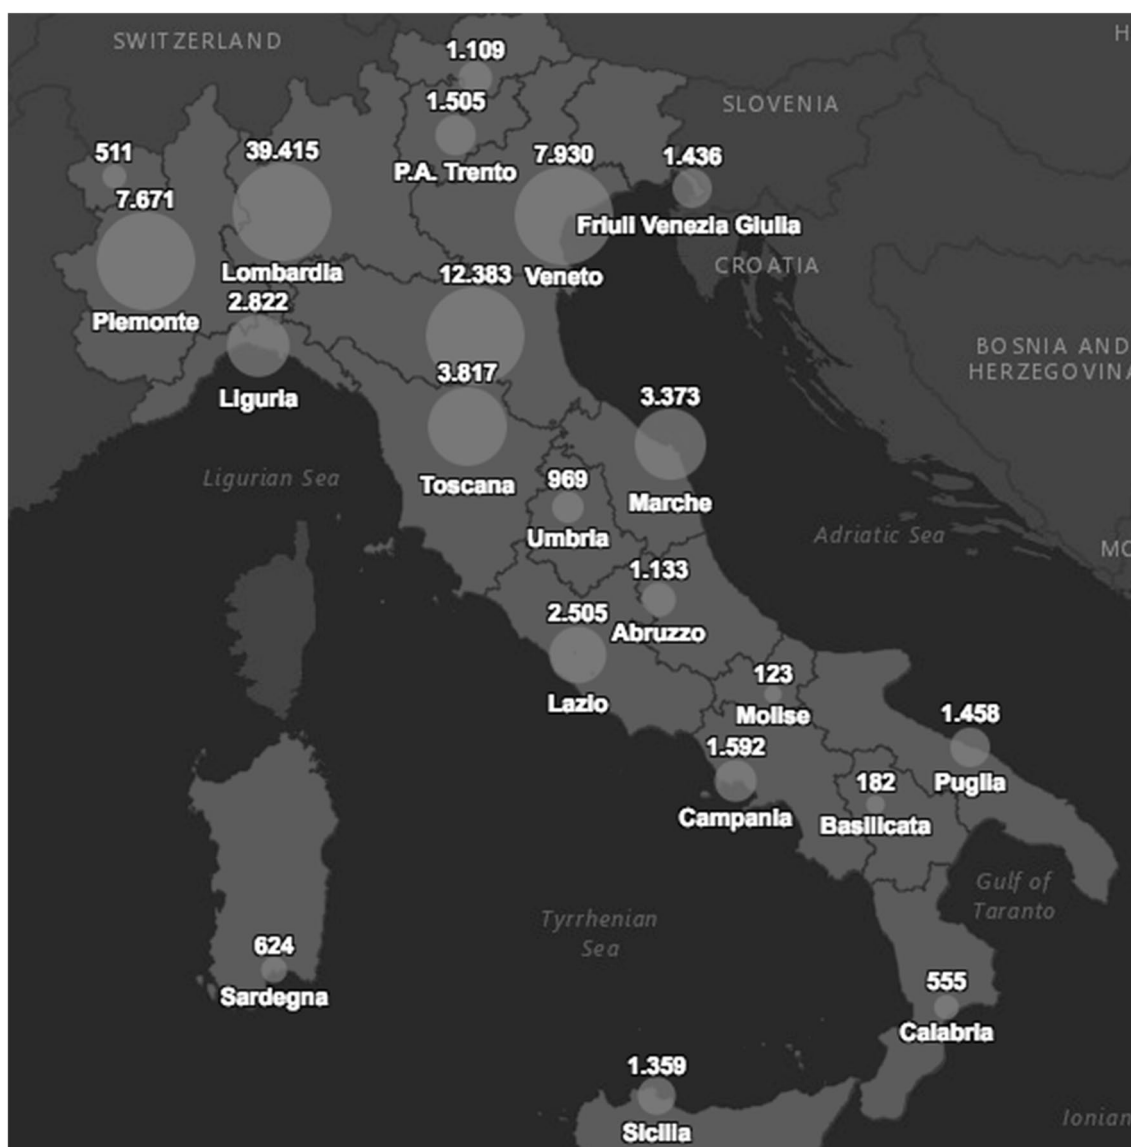 SWITZERLAND
H
1.109
1.505
P.A. Trento
SLOVENIA
511
39.415
7.930
1.436
7.671
Friuli Venezia Giulia
Lombardia
12.383
Veneto
CROATIA
Piemonte
2.822
Liguria
3.817
BOSNIA AND
HERZEGOVINA
3.373
Ligurian Sea
Toscana
969
Marche
Umbria
Adriatic Sea
MO
1.133
2.505
Abruzzo
Lazio
123
Molise
1.458
1.592
Puglia
182
Campania
Basilicata
Gulf of
Taranto
Tyrrhenian
Sea
624
Sardegna
555
Calabria
1.359
Sicilia
Ionian